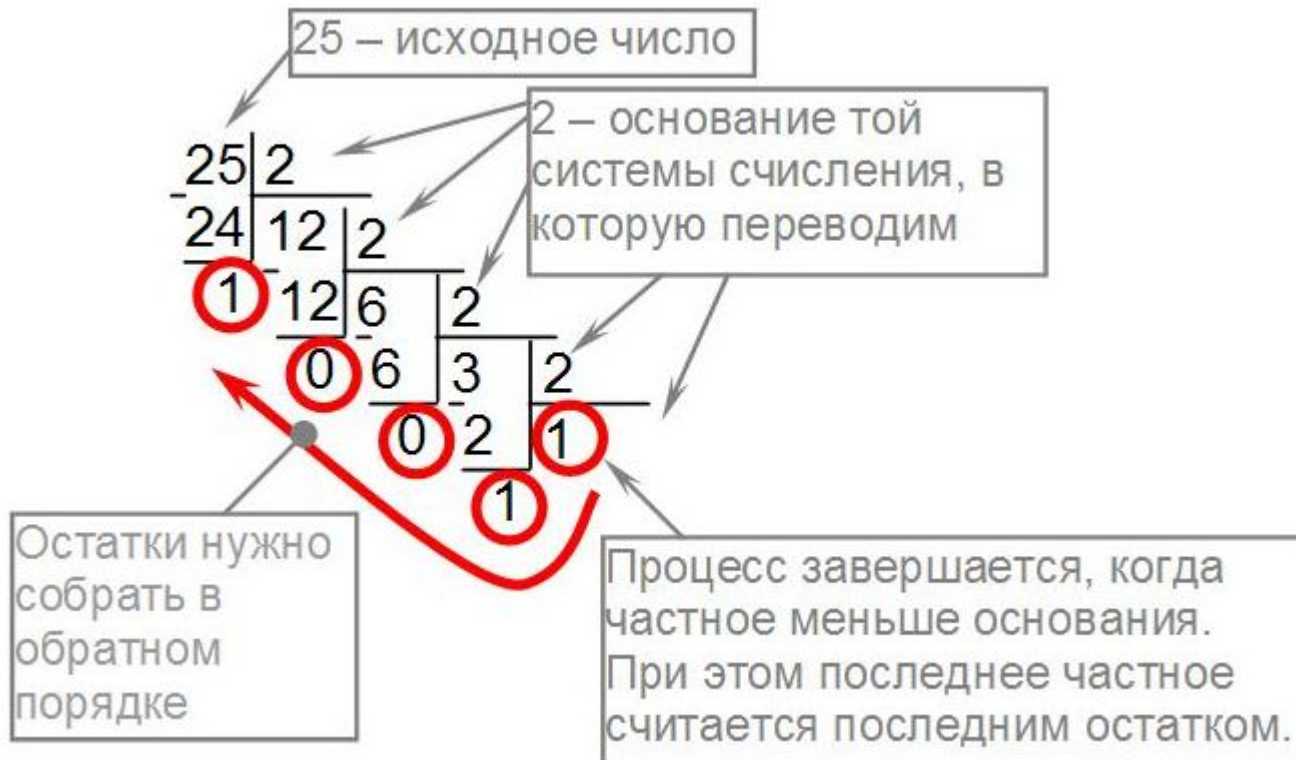 25 – исходное число
2 – основание той
системы счисления, в
которую переводим
25 2
24 12 2
1 12 6 2
0 6 3 2
0 2 1
1
Остатки нужно
собрать в
обратном
порядке
Процесс завершается, когда
частное меньше основания.
При этом последнее частное
считается последним остатком.